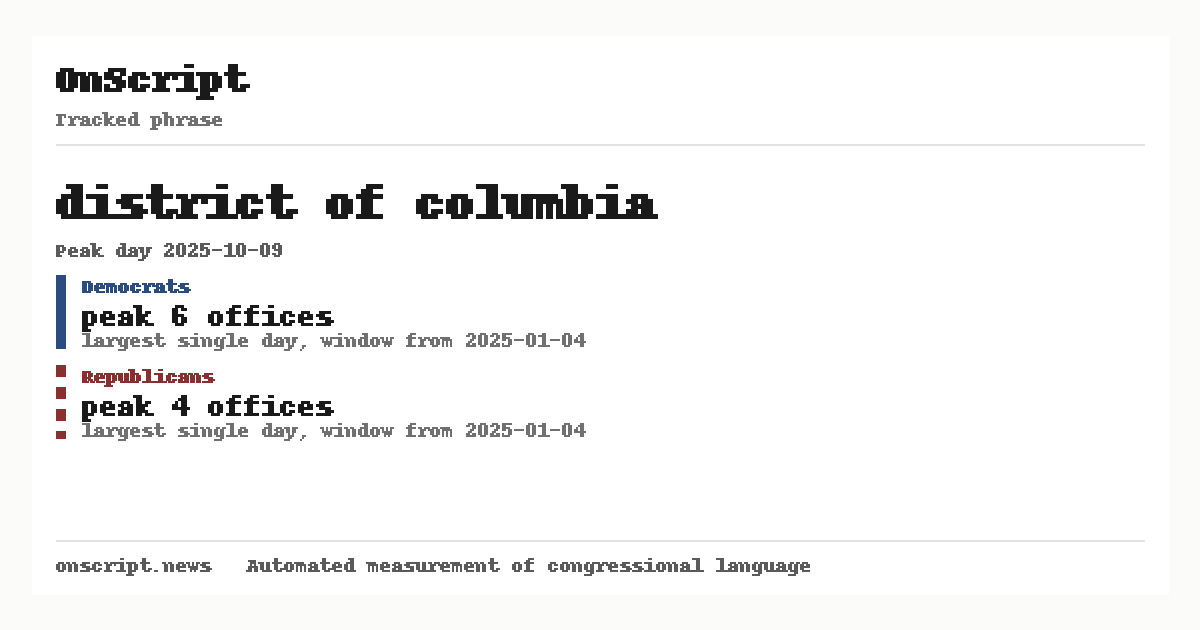 OnScript
Tracked phrase
district of columbia
Peak day 2025-10-09
Democrats
peak 6 offices
largest single day, window from 2025-01-04
Republicans
peak 4 offices
largest single day, window from 2025-01-04
onscript.news Automated measurement of congressional language